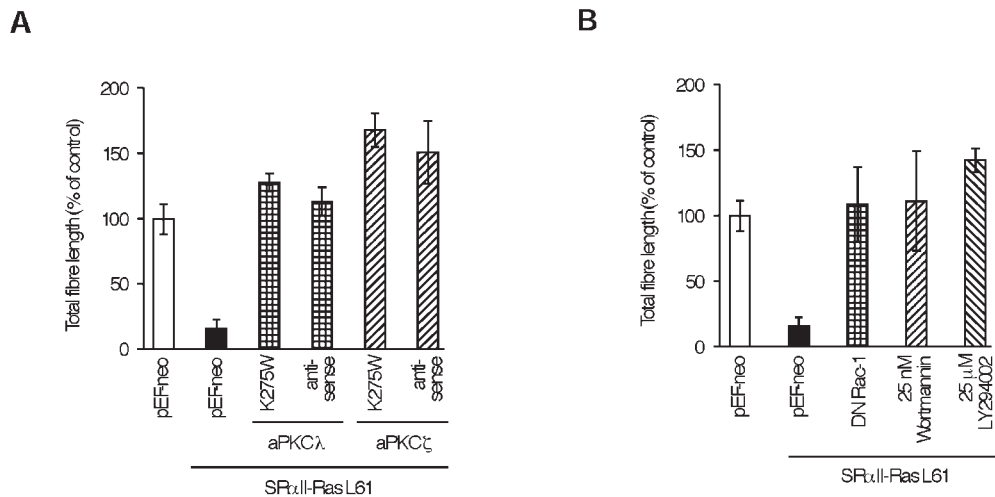 A
Total fibre length (% of control)
200
150
100
50
0
pEF-neo
pEF-neo
K275W
anti-
sense
K275W
anti-
sense
aPKCλ
aPKCζ
SRαII-Ras L61
B
Total fibre length (% of control)
200
150
100
50
0
pEF-neo
pEF-neo
DN Rac-1
25 nM
Wortmannin
25 μM
LY294002
SRαII-Ras L61